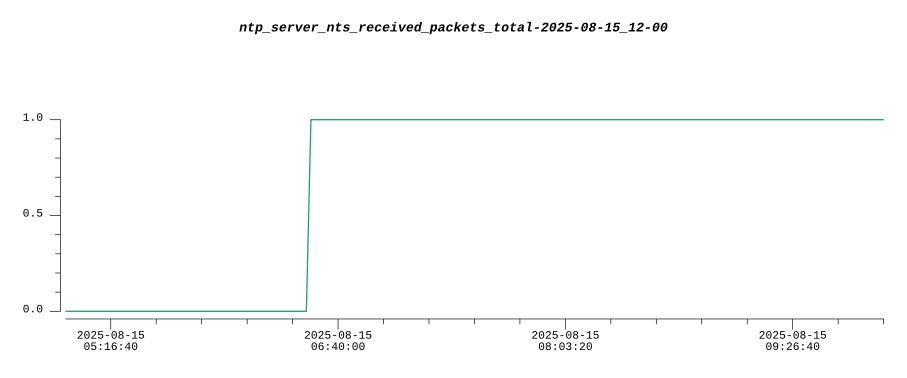 ntp_server_nts_received_packets_total-2025-08-15_12-00
1.0
0.5
0.0
2025-08-15 2025-08-15 2025-08-15 2025-08-15
05:16:40 06:40:00 08:03:20 09:26:40